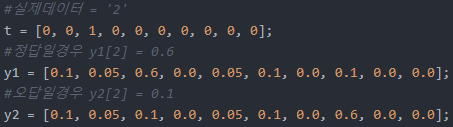 #실제데이터 = '2'
t = [0, 0, 1, 0, 0, 0, 0, 0, 0, 0];
#정답일경우 y1[2] = 0.6
y1 = [0.1, 0.05, 0.6, 0.0, 0.05, 0.1, 0.0, 0.1, 0.0, 0.0];
#오답일경우 y2[2] = 0.1
y2 = [0.1, 0.05, 0.1, 0.0, 0.05, 0.1, 0.0, 0.6, 0.0, 0.0];